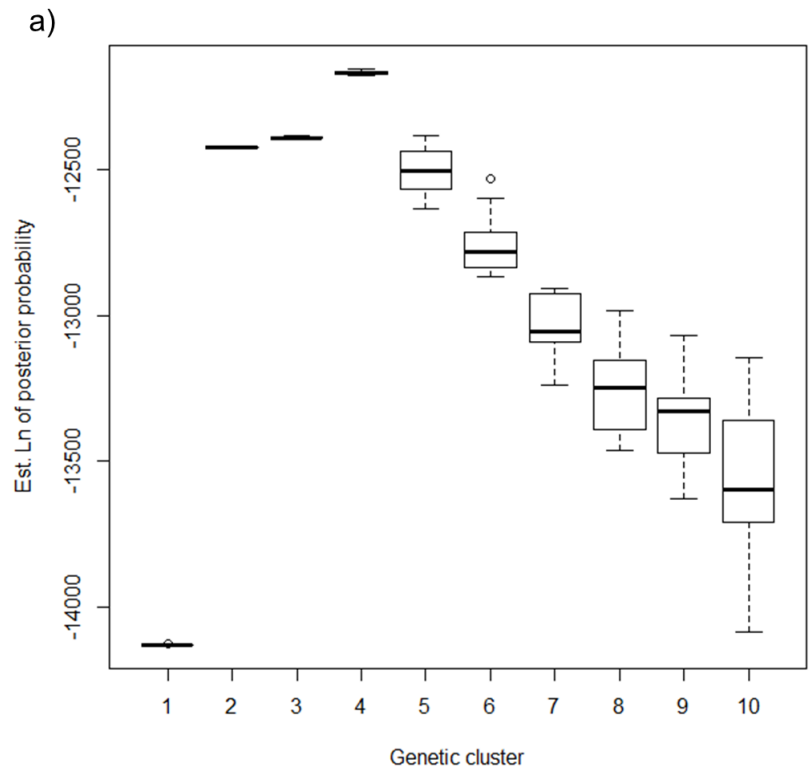 a)
Est. Ln of posterior probability
-12500
-13000
-13500
-14000
1 2 3 4 5 6 7 8 9 10
Genetic cluster